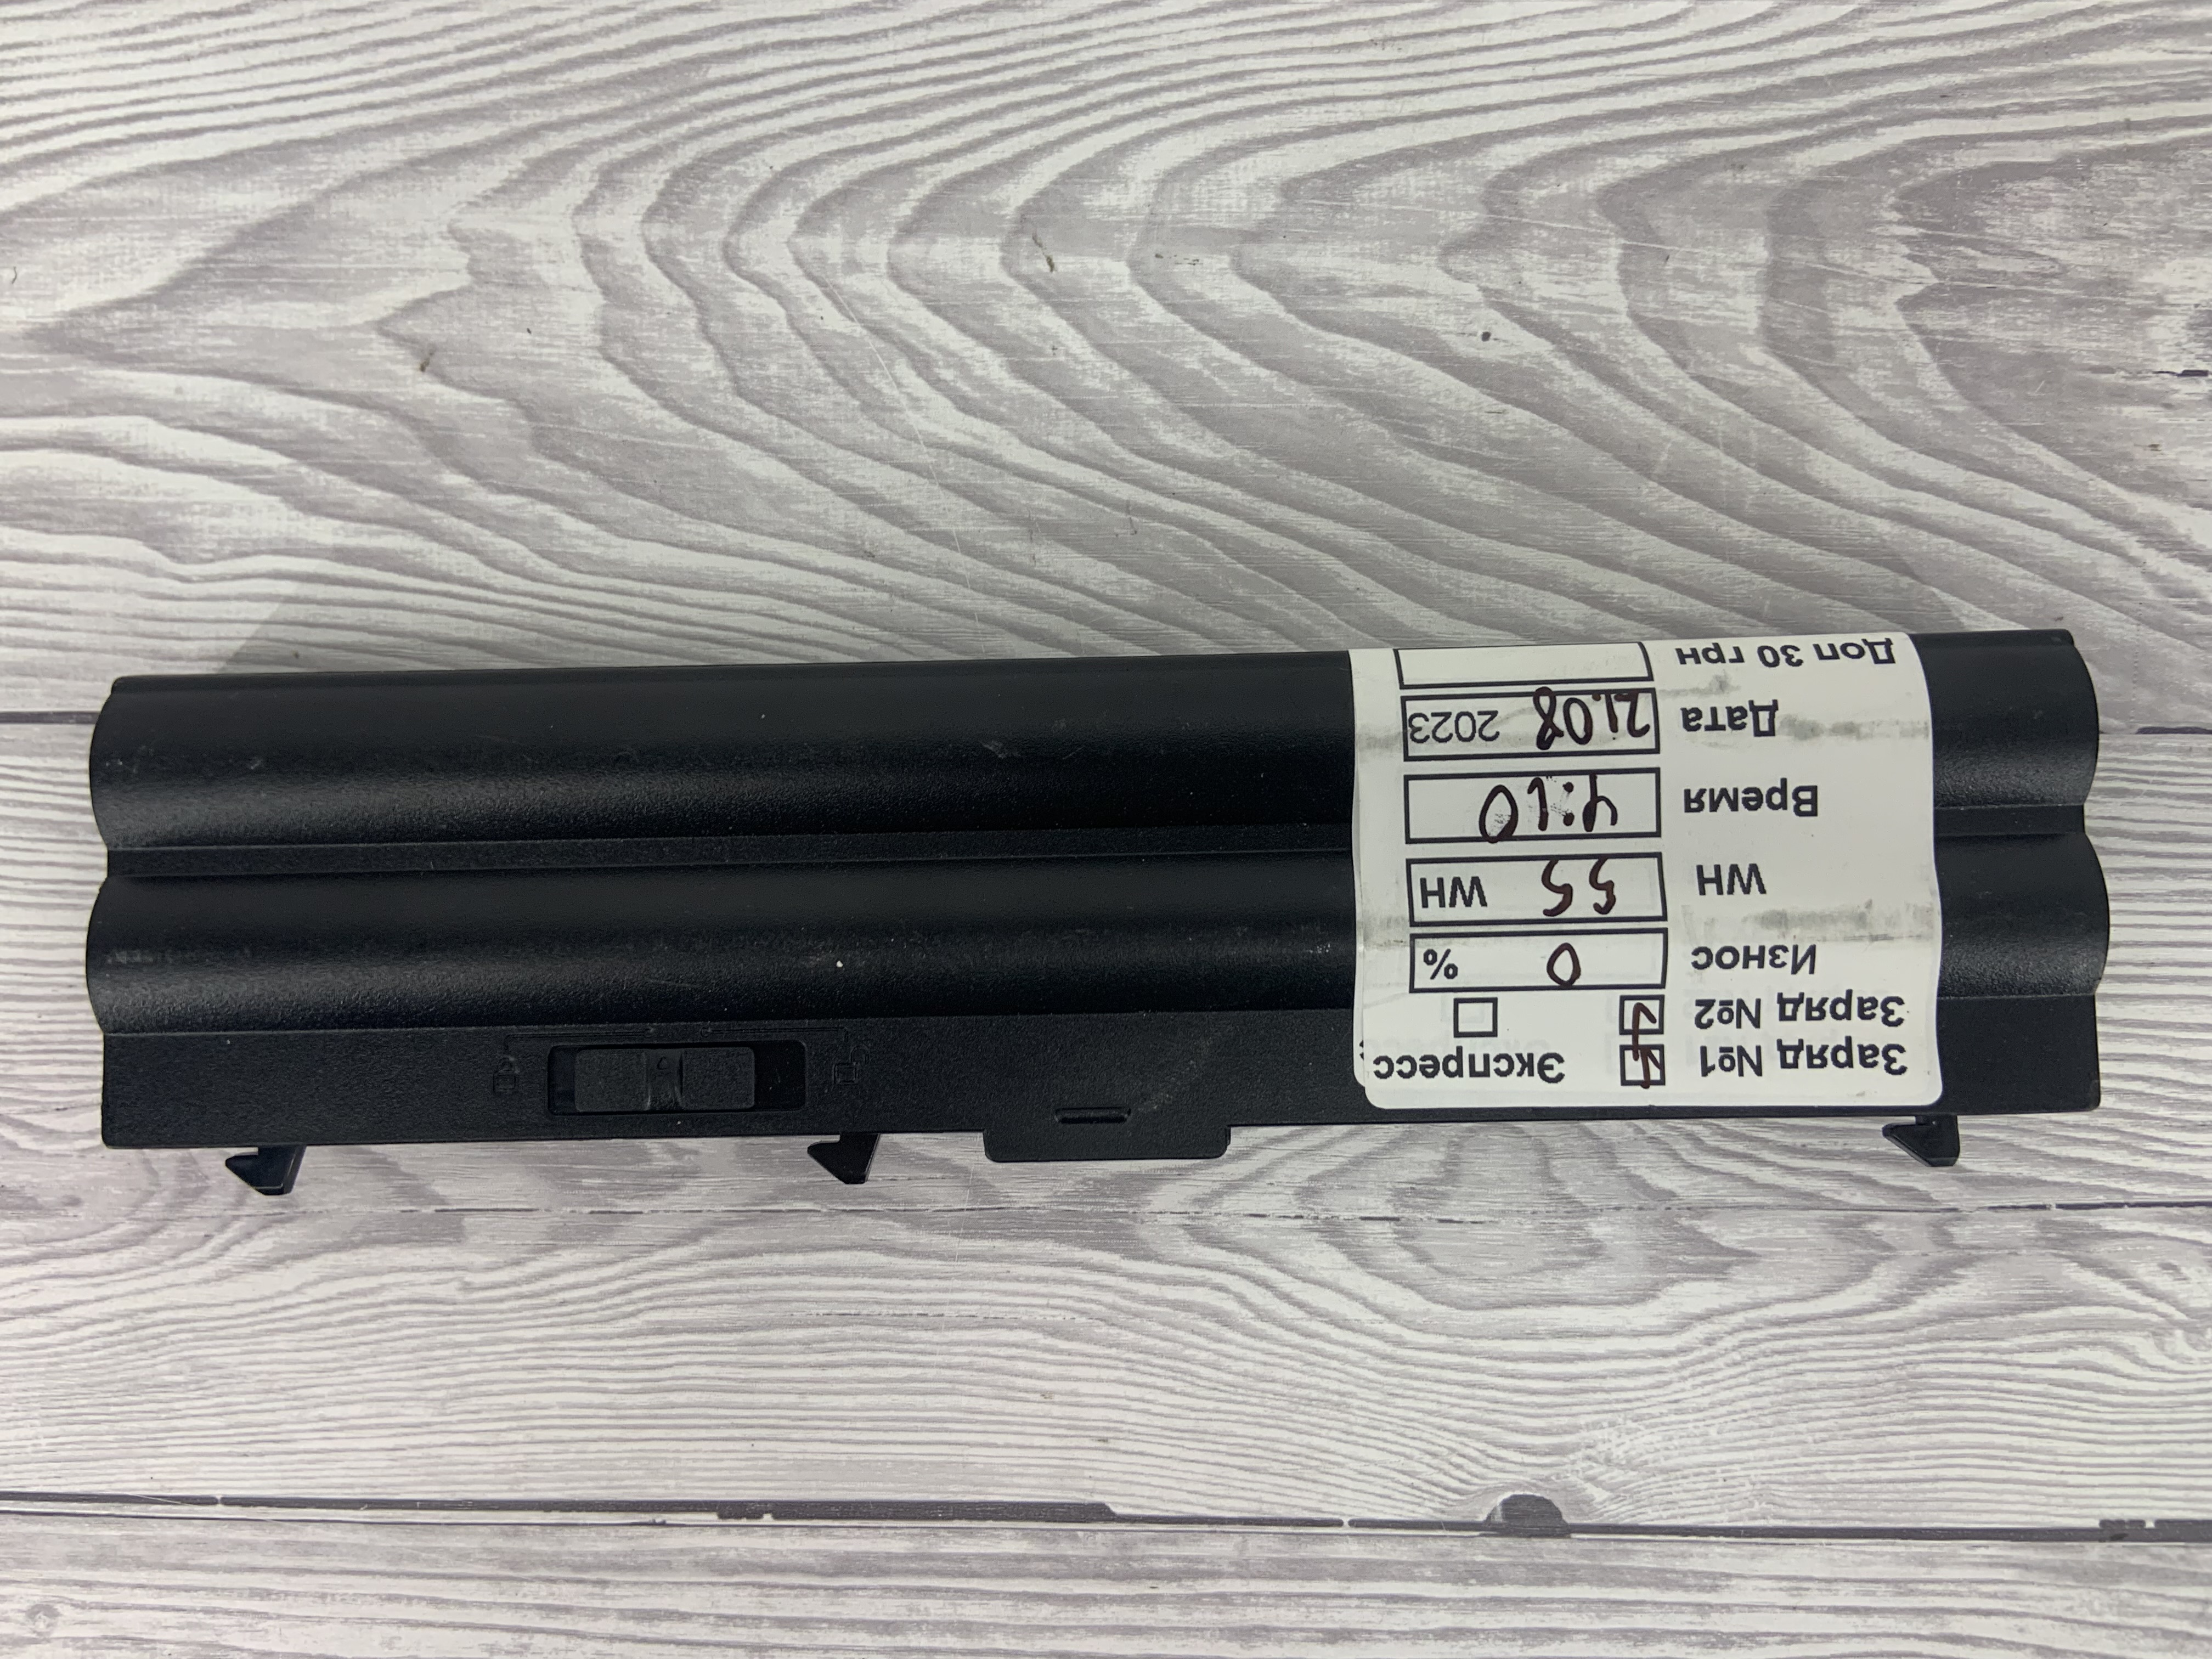 Заряд №1 Экспресс
Заряд №2
Износ 0 %
WH 55 WH
Время 4:10
Дата 21.08 2023
Доп 30 грн